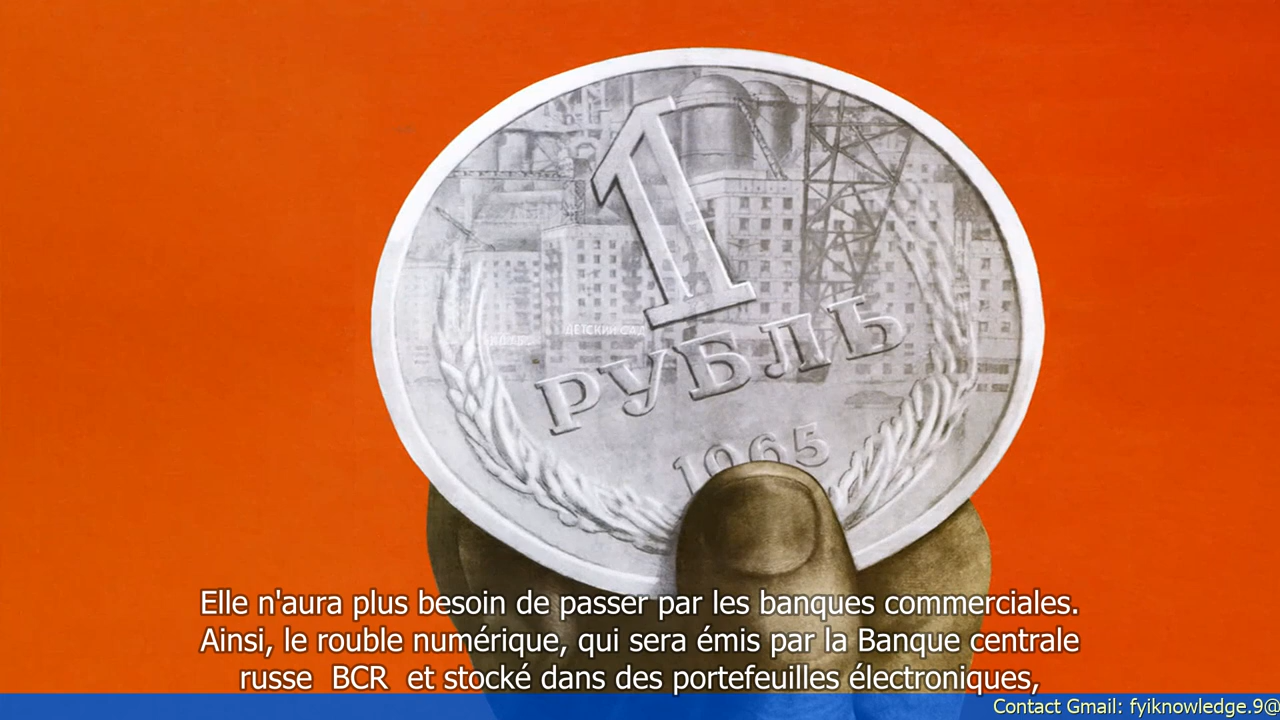 1
РУБЛЬ
1965
ДЕТСКИЙ САД
Elle n'aura plus besoin de passer par les banques commerciales.
Ainsi, le rouble numérique, qui sera émis par la Banque centrale
russe BCR et stocké dans des portefeuilles électroniques,
Contact Gmail: fyiknowledge.9@